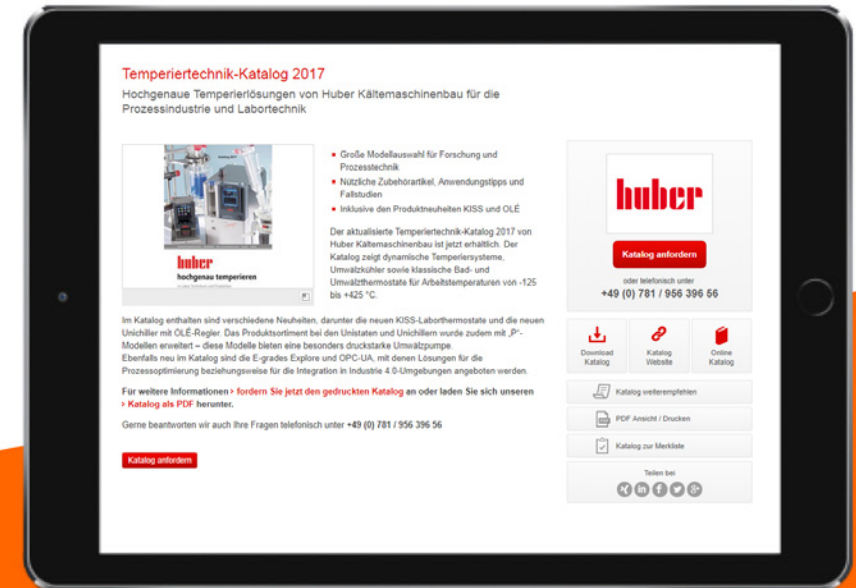 Temperiertechnik-Katalog 2017
Hochgenaue Temperierlösungen von Huber Kältemaschinenbau für die
Prozessindustrie und Labortechnik
huber
hochgenau temperieren
Große Modellauswahl für Forschung und
Prozesstechnik
Nützliche Zubehörartikel, Anwendungstipps und
Fallstudien
Inklusive den Produktneuheiten KISS und OLÉ
Der aktualisierte Temperiertechnik-Katalog 2017 von
Huber Kältemaschinenbau ist jetzt erhältlich. Der
Katalog zeigt dynamische Temperiersysteme,
Umwälzkühler sowie klassische Bad- und
Umwälzthermostate für Arbeitstemperaturen von -125
bis +425 °C.
Im Katalog enthalten sind verschiedene Neuheiten, darunter die neuen KISS-Laborthermostate und die neuen
Unichiller mit OLÉ-Regler. Das Produktsortiment bei den Unistaten und Unichillern wurde zudem mit „P"-
Modellen erweitert – diese Modelle bieten eine besonders druckstarke Umwälzpumpe.
Ebenfalls neu im Katalog sind die E-grades Explore und OPC-UA, mit denen Lösungen für die
Prozessoptimierung beziehungsweise für die Integration in Industrie 4.0-Umgebungen angeboten werden.
Für weitere Informationen › fordern Sie jetzt den gedruckten Katalog an oder laden Sie sich unseren
› Katalog als PDF herunter.
Gerne beantworten wir auch Ihre Fragen telefonisch unter +49 (0) 781 / 956 396 56
Katalog anfordern
huber
Katalog anfordern
oder telefonisch unter
+49 (0) 781 / 956 396 56
Download Katalog Online
Katalog Website Katalog
Katalog weiterempfehlen
PDF Ansicht / Drucken
Katalog zur Merkliste
Teilen bei